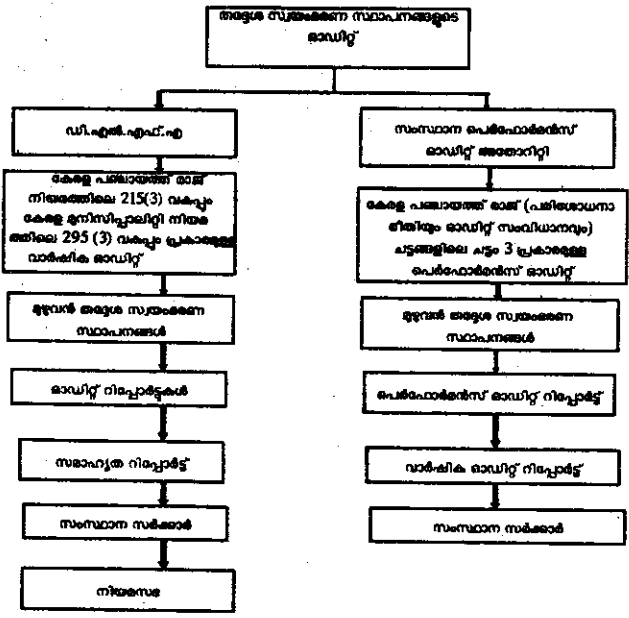 തദ്ദേശ സ്വയംഭരണ സ്ഥാപനങ്ങളുടെ
ഓഡിറ്റ്
ഡി.എൽ.എഫ്.എ
കേരള പഞ്ചായത്ത് രാജ്
നിയമത്തിലെ 215(3) വകുപ്പും
കേരള മുനിസിപ്പാലിറ്റി നിയമ
ത്തിലെ 295 (3) വകുപ്പും പ്രകാരമുള്ള
വാർഷിക ഓഡിറ്റ്
മുഴുവൻ തദ്ദേശ സ്വയംഭരണ
സ്ഥാപനങ്ങൾ
ഓഡിറ്റ് റിപ്പോർട്ടുകൾ
സമാഹൃത റിപ്പോർട്ട്
സംസ്ഥാന സർക്കാർ
നിയമസഭ
സംസ്ഥാന പെർഫോർമൻസ്
ഓഡിറ്റ് അതോറിറ്റി
കേരള പഞ്ചായത്ത് രാജ് (പരിശോധനാ
രീതിയും ഓഡിറ്റ് സംവിധാനവും)
ചട്ടങ്ങളിലെ ചട്ടം 3 പ്രകാരമുള്ള
പെർഫോർമൻസ് ഓഡിറ്റ്
മുഴുവൻ തദ്ദേശ സ്വയംഭരണ
സ്ഥാപനങ്ങൾ
പെർഫോർമൻസ് ഓഡിറ്റ് റിപ്പോർട്ട്
വാർഷിക ഓഡിറ്റ് റിപ്പോർട്ട്
സംസ്ഥാന സർക്കാർ